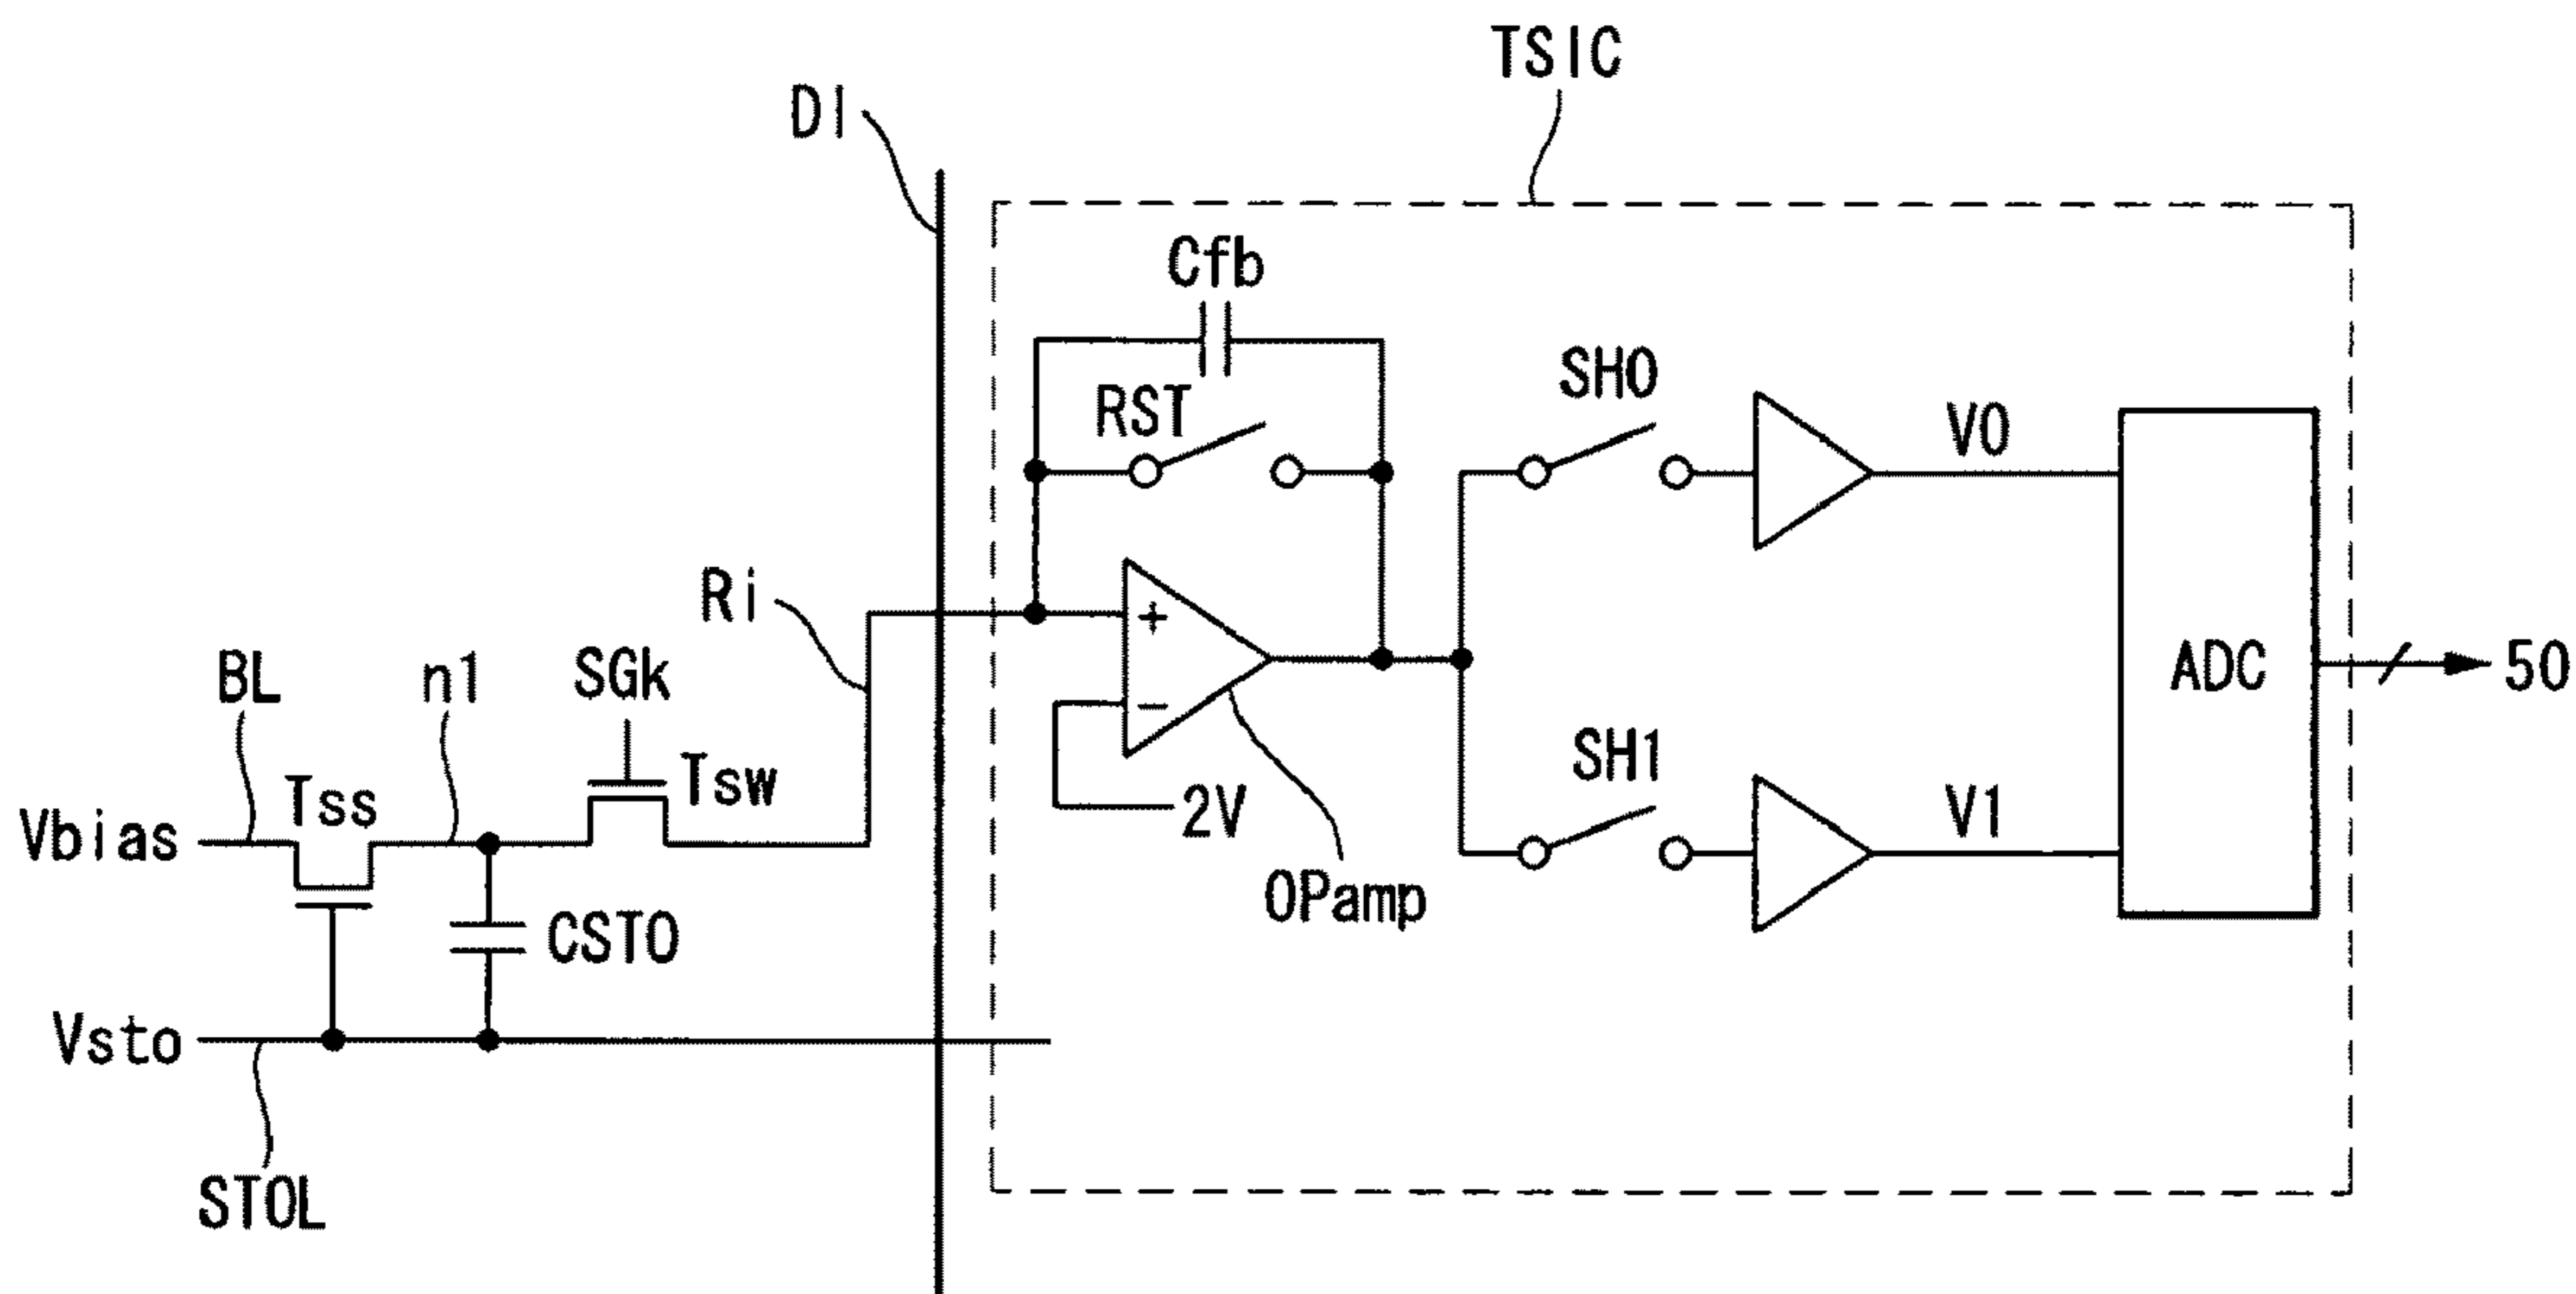 TSIC
Dl
Cfb
RST
SH0
V0
Ri
+
ADC
50
BL
n1
SGk
Tsw
−
2V
SH1
V1
Vbias
Tss
OPamp
CSTO
Vsto
STOL